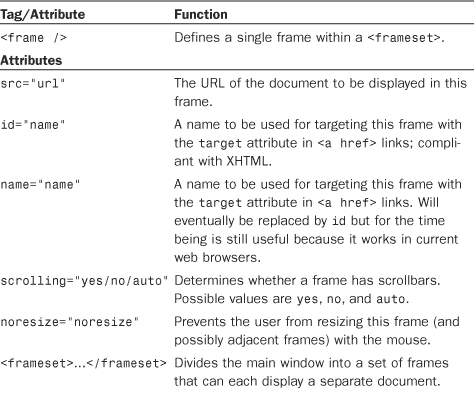 Tag/Attribute Function
<frame /> Defines a single frame within a <frameset>.
Attributes
src="url" The URL of the document to be displayed in this
frame.
id="name" A name to be used for targeting this frame with
the target attribute in <a href> links; compli-
ant with XHTML.
name="name" A name to be used for targeting this frame with
the target attribute in <a href> links. Will
eventually be replaced by id but for the time
being is still useful because it works in current
web browsers.
scrolling="yes/no/auto" Determines whether a frame has scrollbars.
Possible values are yes, no, and auto.
noresize="noresize" Prevents the user from resizing this frame (and
possibly adjacent frames) with the mouse.
<frameset>...</frameset> Divides the main window into a set of frames
that can each display a separate document.